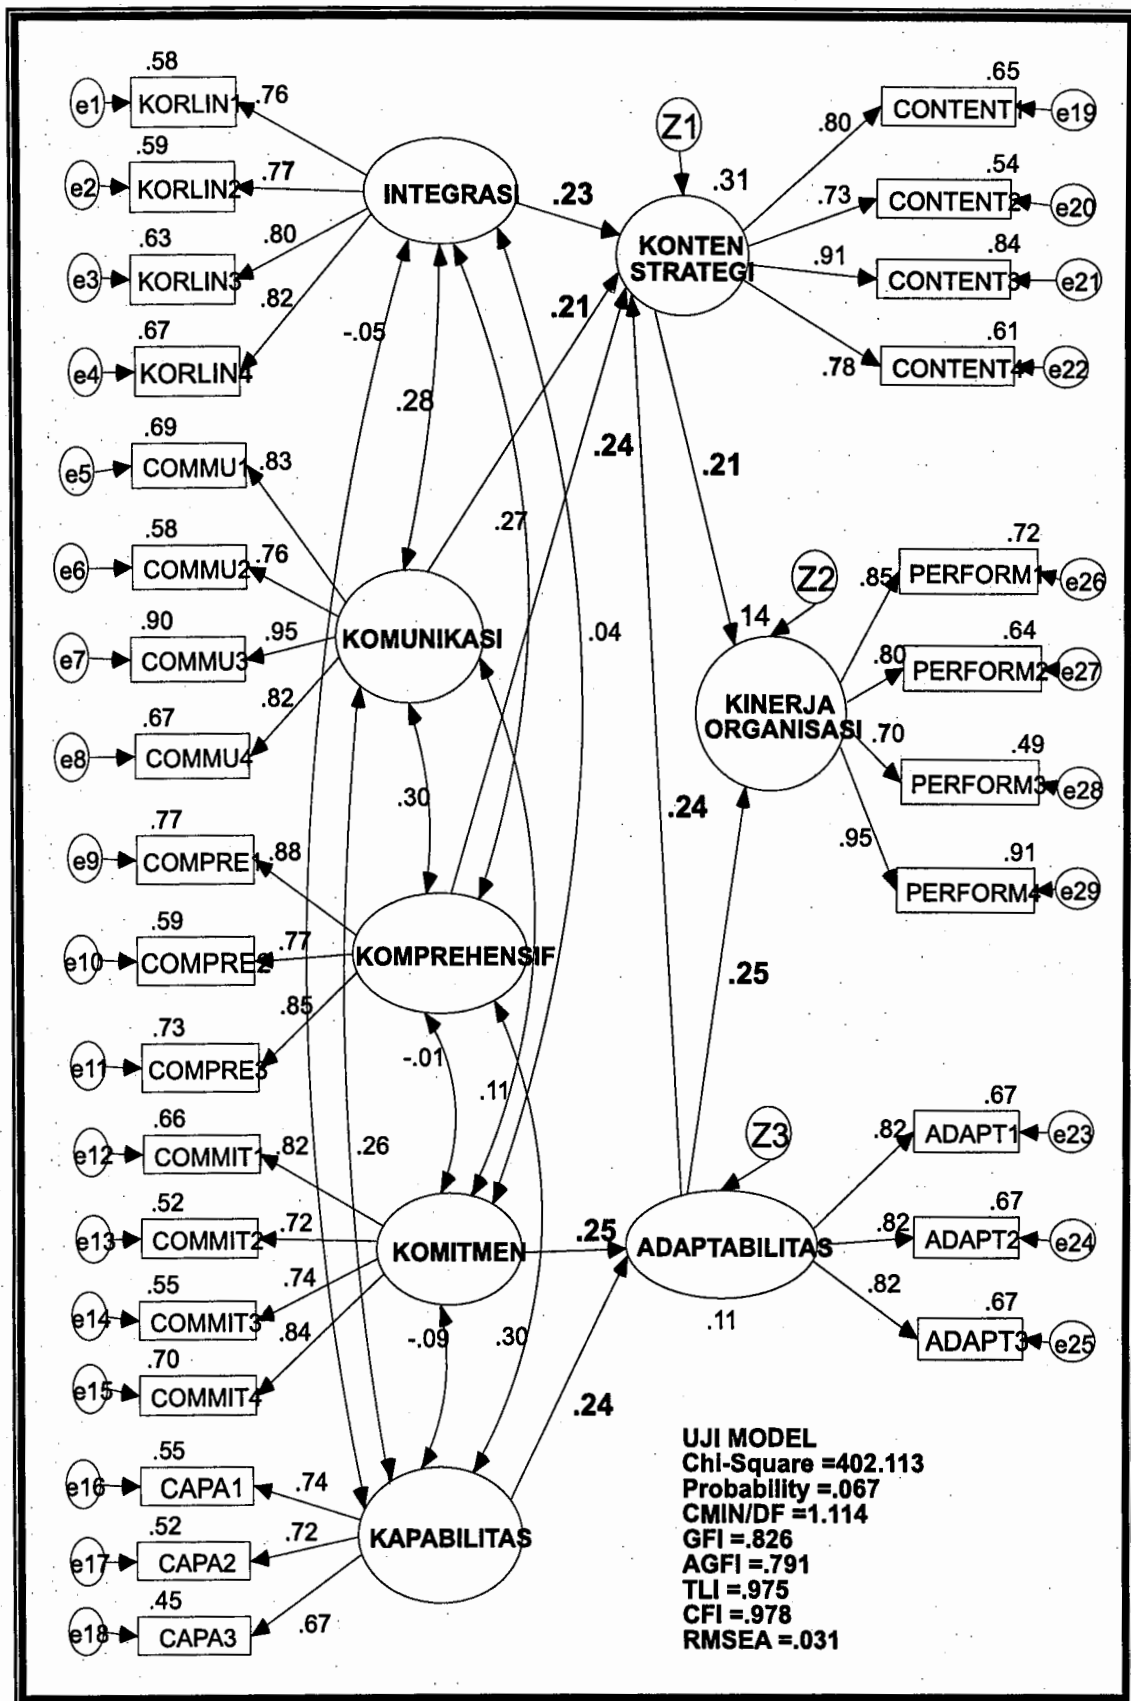 .58
e1 KORLIN1 .76
.59
e2 KORLIN2 .77
.63
e3 KORLIN3 .80
.67
e4 KORLIN4 .82
.69
e5 COMMU1 .83
.58
e6 COMMU2 .76
.90
e7 COMMU3 .95
.67
e8 COMMU4 .82
.77
e9 COMPRE1 .88
.59
e10 COMPRE2 .77
.73
e11 COMPRE3 .85
.66
e12 COMMIT1 .82
.52
e13 COMMIT2 .72
.55
e14 COMMIT3 .74
.70
e15 COMMIT4 .84
.55
e16 CAPA1 .74
.52
e17 CAPA2 .72
.45
e18 CAPA3 .67
INTEGRASI
KOMUNIKASI
KOMPREHENSIF
KOMITMEN
KAPABILITAS
-.05
.28
.27
.04
.30
-.01
.11
.26
-.09
.30
.23
.21
.24
.24
.21
.25
.25
.24
Z1
.31
KONTEN
STRATEGI
Z2
14
KINERJA
ORGANISASI
Z3
ADAPTABILITAS
.11
.65
.80 CONTENT1 e19
.54
.73 CONTENT2 e20
.84
.91 CONTENT3 e21
.61
.78 CONTENT4 e22
.72
.85 PERFORM1 e26
.64
.80 PERFORM2 e27
.49
.70 PERFORM3 e28
.91
.95 PERFORM4 e29
.67
.82 ADAPT1 e23
.67
.82 ADAPT2 e24
.67
.82 ADAPT3 e25
UJI MODEL
Chi-Square =402.113
Probability =.067
CMIN/DF =1.114
GFI =.826
AGFI =.791
TLI =.975
CFI =.978
RMSEA =.031